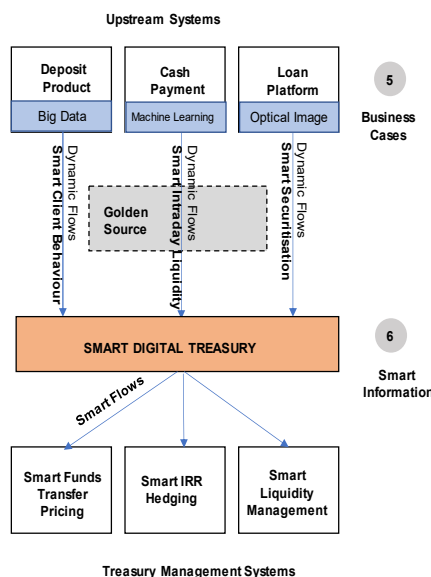 Upstream Systems
Deposit
Product
Big Data
Cash
Payment
Machine Learning
Loan
Platform
Optical Image
5
Business
Cases
Dynamic Flows
Smart Client Behaviour
Dynamic Flows
Smart Intraday Liquidity
Dynamic Flows
Smart Securitisation
Golden
Source
SMART DIGITAL TREASURY
6
Smart
Information
Smart Flows
Smart Funds
Transfer
Pricing
Smart IRR
Hedging
Smart
Liquidity
Management
Treasury Management Systems